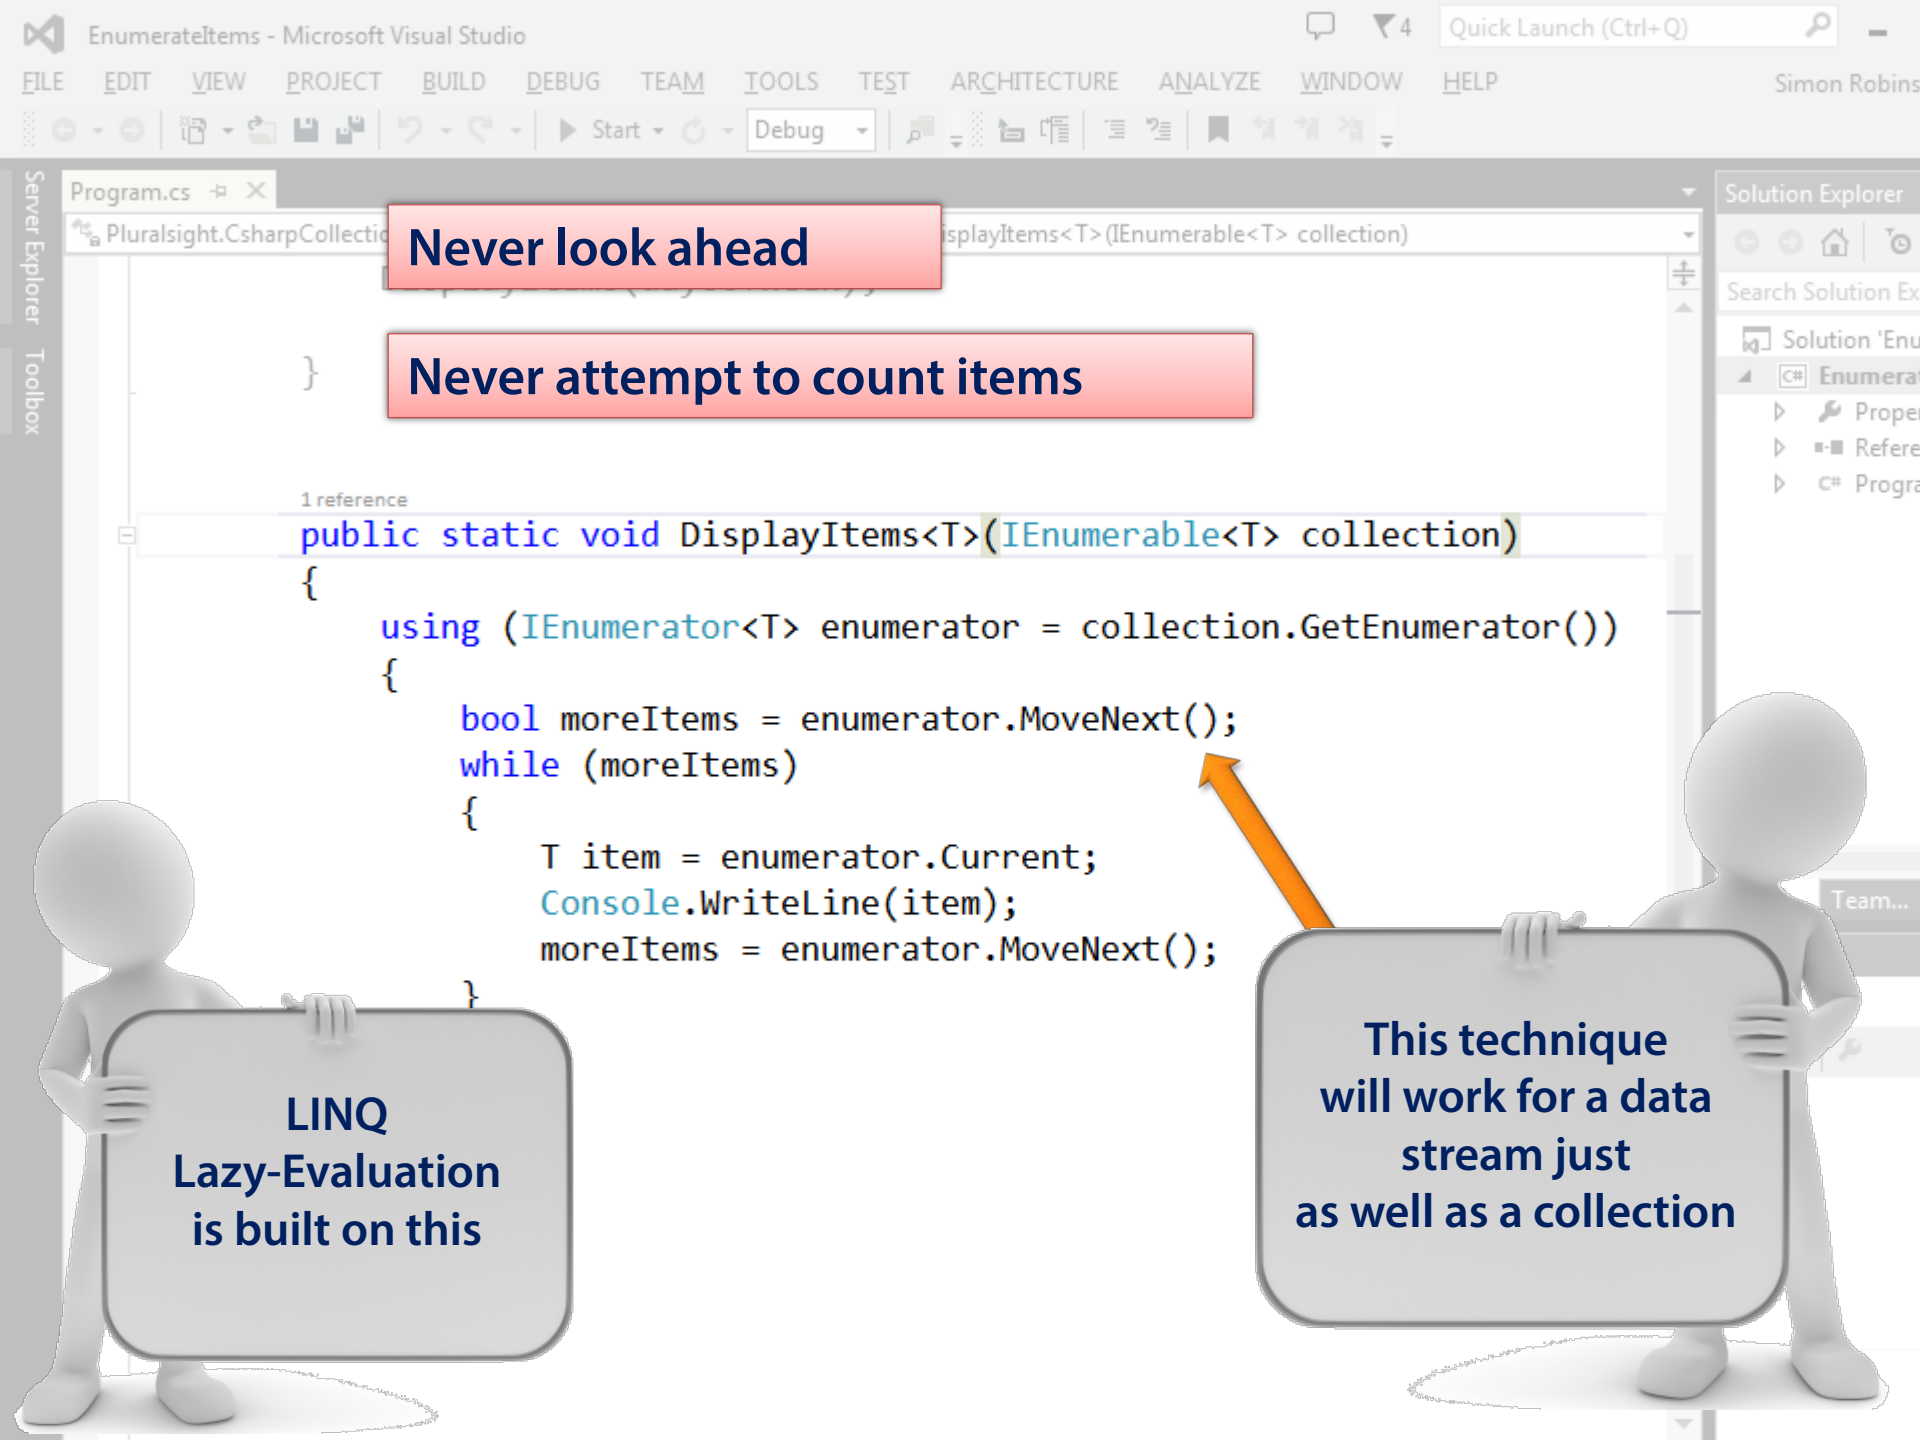 EnumerateItems - Microsoft Visual Studio
4
Quick Launch (Ctrl+Q)
FILE EDIT VIEW PROJECT BUILD DEBUG TEAM TOOLS TEST ARCHITECTURE ANALYZE WINDOW HELP
Simon Robins
Start
Debug
Server Explorer
Toolbox
Program.cs
Pluralsight.CsharpCollectio
isplayItems<T>(IEnumerable<T> collection)
Never look ahead
Never attempt to count items
}
1 reference
public static void DisplayItems<T>(IEnumerable<T> collection)
{
using (IEnumerator<T> enumerator = collection.GetEnumerator())
{
bool moreItems = enumerator.MoveNext();
while (moreItems)
{
T item = enumerator.Current;
Console.WriteLine(item);
moreItems = enumerator.MoveNext();
}
Solution Explorer
Search Solution Ex
Solution 'Enu
C# Enumerat
Proper
Refere
C# Progra
Team...
LINQ
Lazy-Evaluation
is built on this
This technique
will work for a data
stream just
as well as a collection